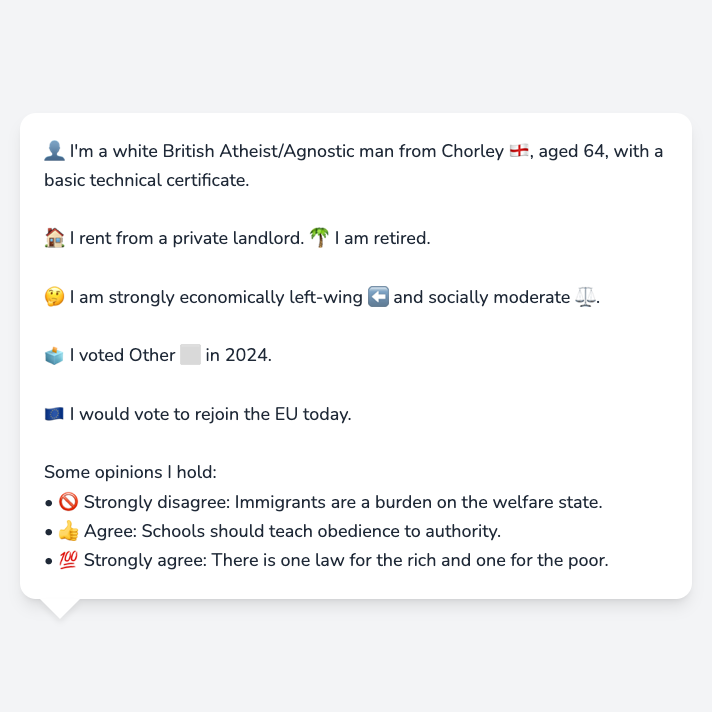 👤 I'm a white British Atheist/Agnostic man from Chorley 🏴󠁧󠁢󠁥󠁮󠁧󠁿, aged 64, with a
basic technical certificate.
🏠 I rent from a private landlord. 🌴 I am retired.
🤔 I am strongly economically left-wing ⬅️ and socially moderate ⚖️.
🗳️ I voted Other ⬜ in 2024.
🇪🇺 I would vote to rejoin the EU today.
Some opinions I hold:
• 🚫 Strongly disagree: Immigrants are a burden on the welfare state.
• 👍 Agree: Schools should teach obedience to authority.
• 💯 Strongly agree: There is one law for the rich and one for the poor.